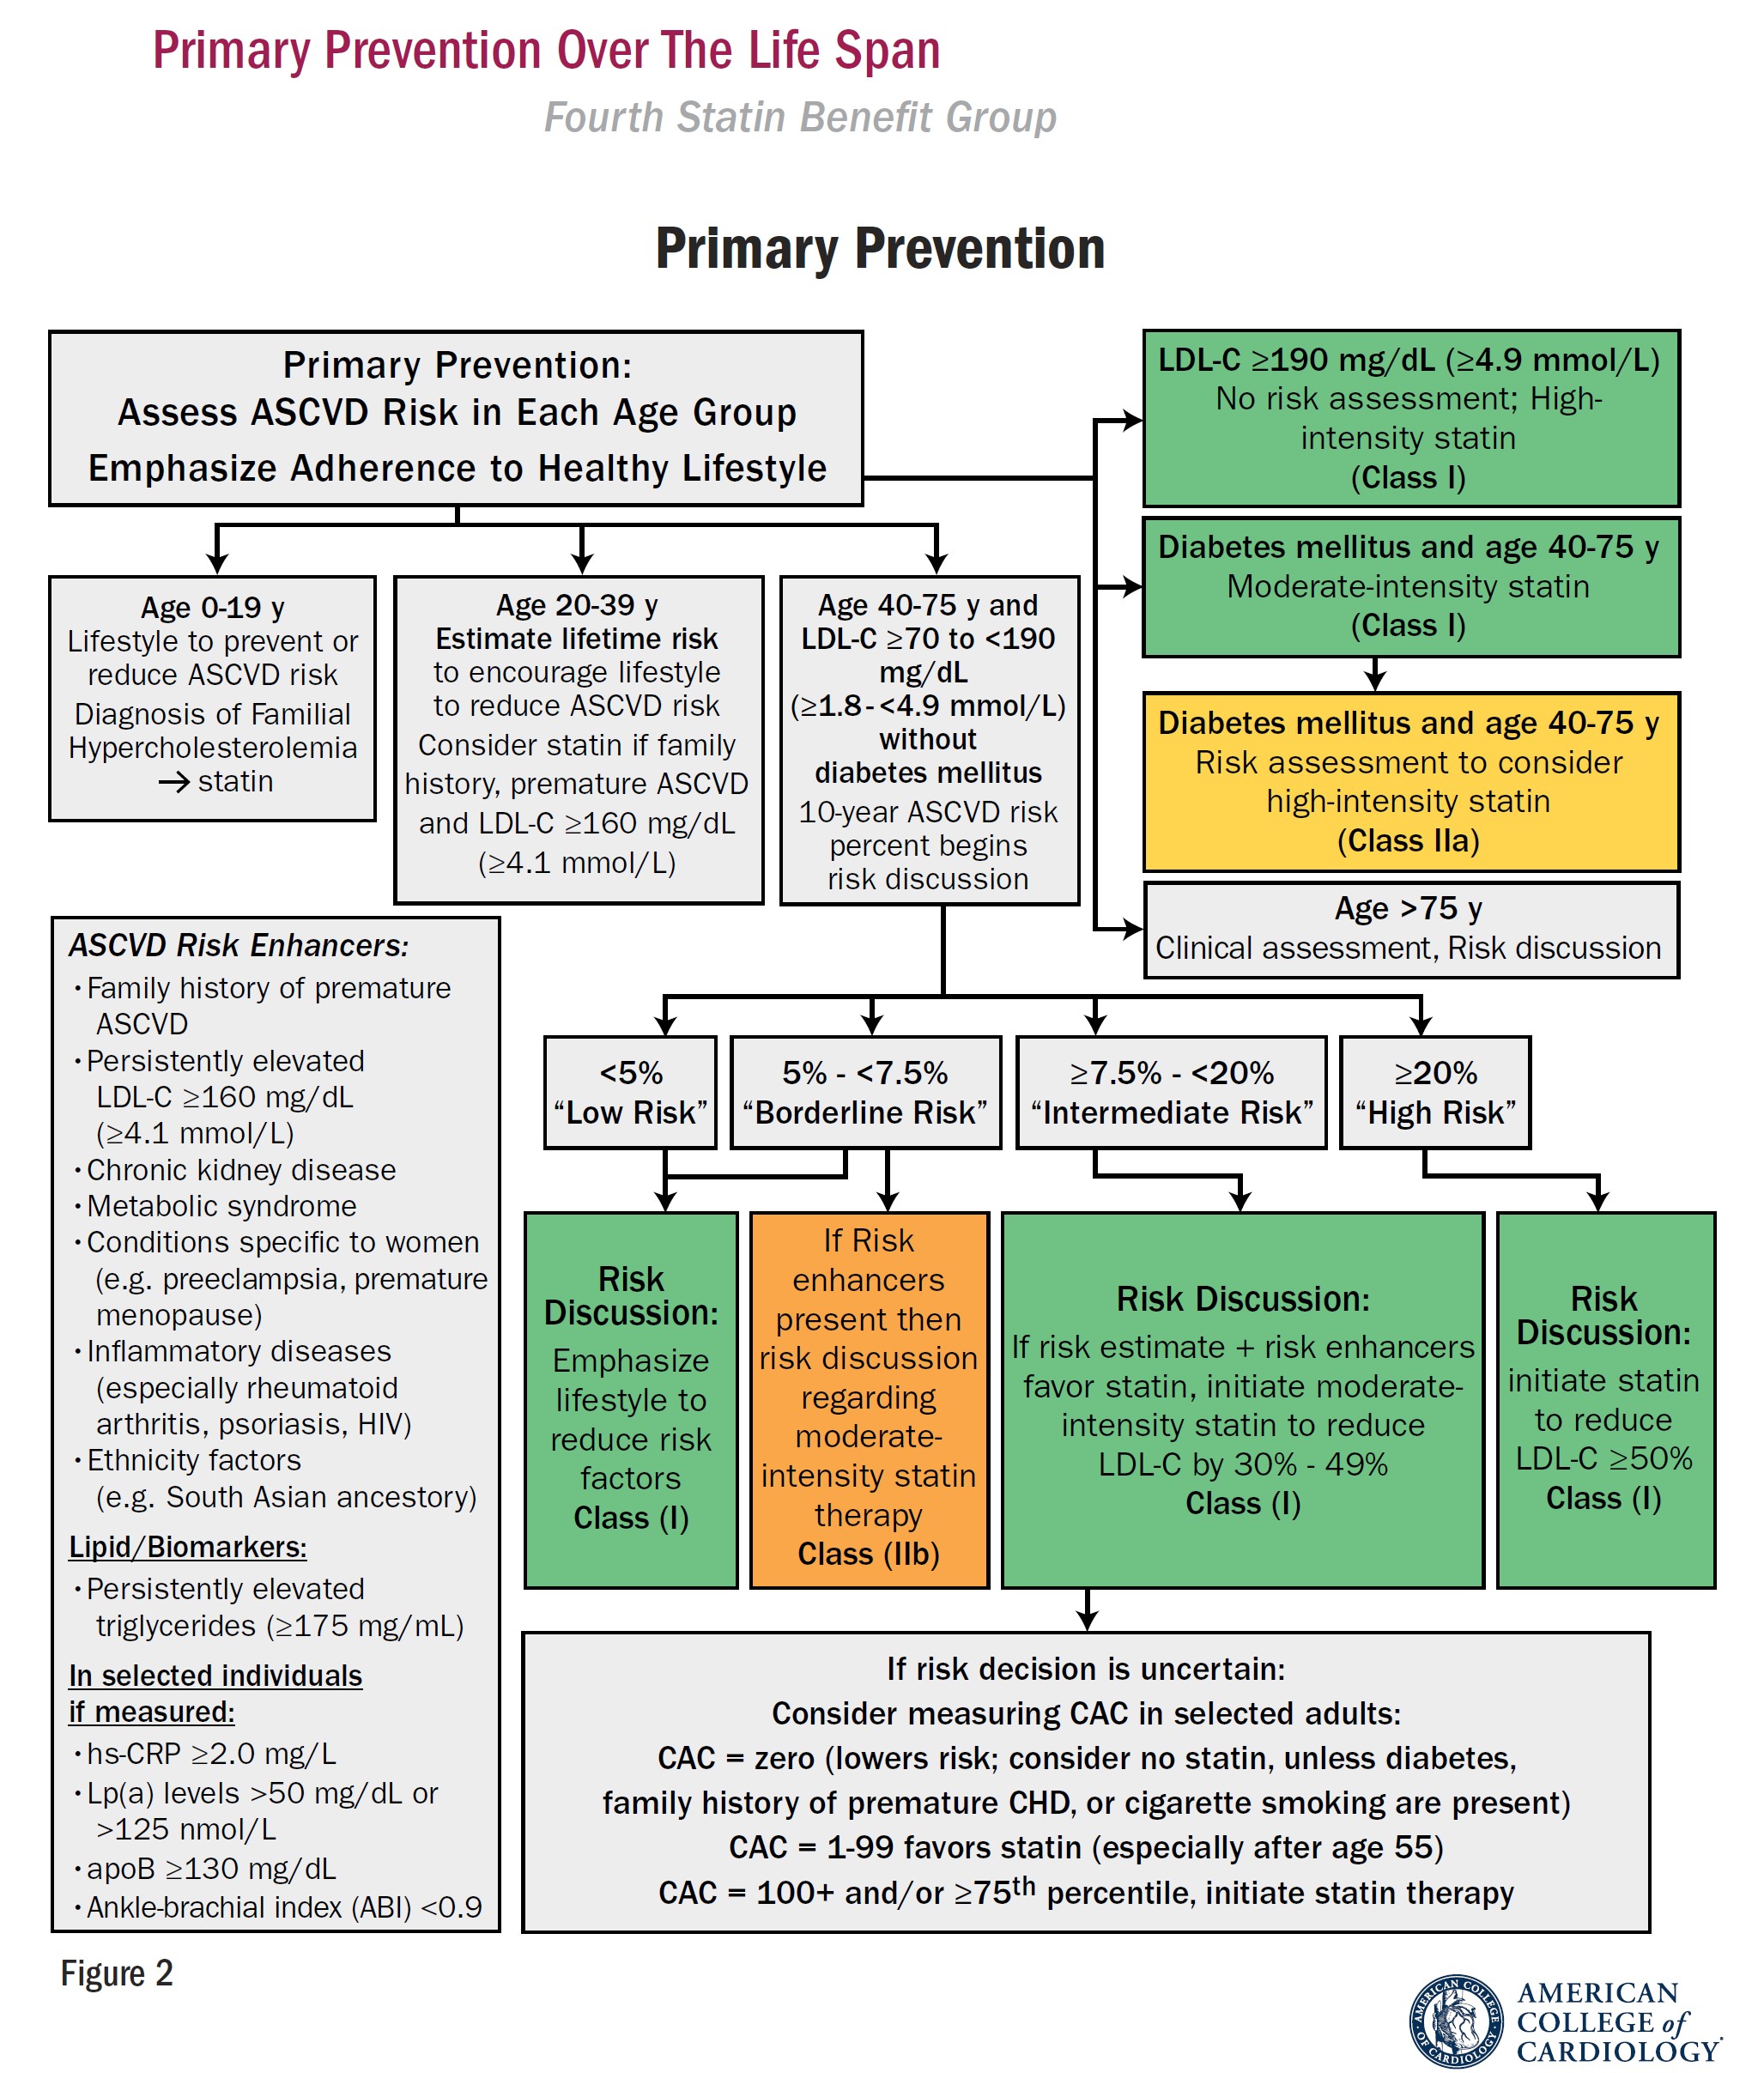 Primary Prevention Over The Life Span
Fourth Statin Benefit Group
Primary Prevention
Primary Prevention:
Assess ASCVD Risk in Each Age Group
Emphasize Adherence to Healthy Lifestyle
LDL-C ≥190 mg/dL (≥4.9 mmol/L)
No risk assessment; High-
intensity statin
(Class I)
Diabetes mellitus and age 40-75 y
Moderate-intensity statin
(Class I)
Diabetes mellitus and age 40-75 y
Risk assessment to consider
high-intensity statin
(Class IIa)
Age >75 y
Clinical assessment, Risk discussion
Age 0-19 y
Lifestyle to prevent or
reduce ASCVD risk
Diagnosis of Familial
Hypercholesterolemia
→ statin
Age 20-39 y
Estimate lifetime risk
to encourage lifestyle
to reduce ASCVD risk
Consider statin if family
history, premature ASCVD
and LDL-C ≥160 mg/dL
(≥4.1 mmol/L)
Age 40-75 y and
LDL-C ≥70 to <190
mg/dL
(≥1.8-<4.9 mmol/L)
without
diabetes mellitus
10-year ASCVD risk
percent begins
risk discussion
ASCVD Risk Enhancers:
· Family history of premature
ASCVD
· Persistently elevated
LDL-C ≥160 mg/dL
(≥4.1 mmol/L)
· Chronic kidney disease
· Metabolic syndrome
· Conditions specific to women
(e.g. preeclampsia, premature
menopause)
· Inflammatory diseases
(especially rheumatoid
arthritis, psoriasis, HIV)
· Ethnicity factors
(e.g. South Asian ancestory)
Lipid/Biomarkers:
· Persistently elevated
triglycerides (≥175 mg/mL)
In selected individuals
if measured:
· hs-CRP ≥2.0 mg/L
· Lp(a) levels >50 mg/dL or
>125 nmol/L
· apoB ≥130 mg/dL
· Ankle-brachial index (ABI) <0.9
<5%
“Low Risk”
5% - <7.5%
“Borderline Risk”
≥7.5% - <20%
“Intermediate Risk”
≥20%
“High Risk”
Risk
Discussion:
Emphasize
lifestyle to
reduce risk
factors
Class (I)
If Risk
enhancers
present then
risk discussion
regarding
moderate-
intensity statin
therapy
Class (IIb)
Risk Discussion:
If risk estimate + risk enhancers
favor statin, initiate moderate-
intensity statin to reduce
LDL-C by 30% - 49%
Class (I)
Risk
Discussion:
initiate statin
to reduce
LDL-C ≥50%
Class (I)
If risk decision is uncertain:
Consider measuring CAC in selected adults:
CAC = zero (lowers risk; consider no statin, unless diabetes,
family history of premature CHD, or cigarette smoking are present)
CAC = 1-99 favors statin (especially after age 55)
CAC = 100+ and/or ≥75th percentile, initiate statin therapy
Figure 2
AMERICAN COLLEGE OF CARDIOLOGY
AMERICAN
COLLEGE of
CARDIOLOGY